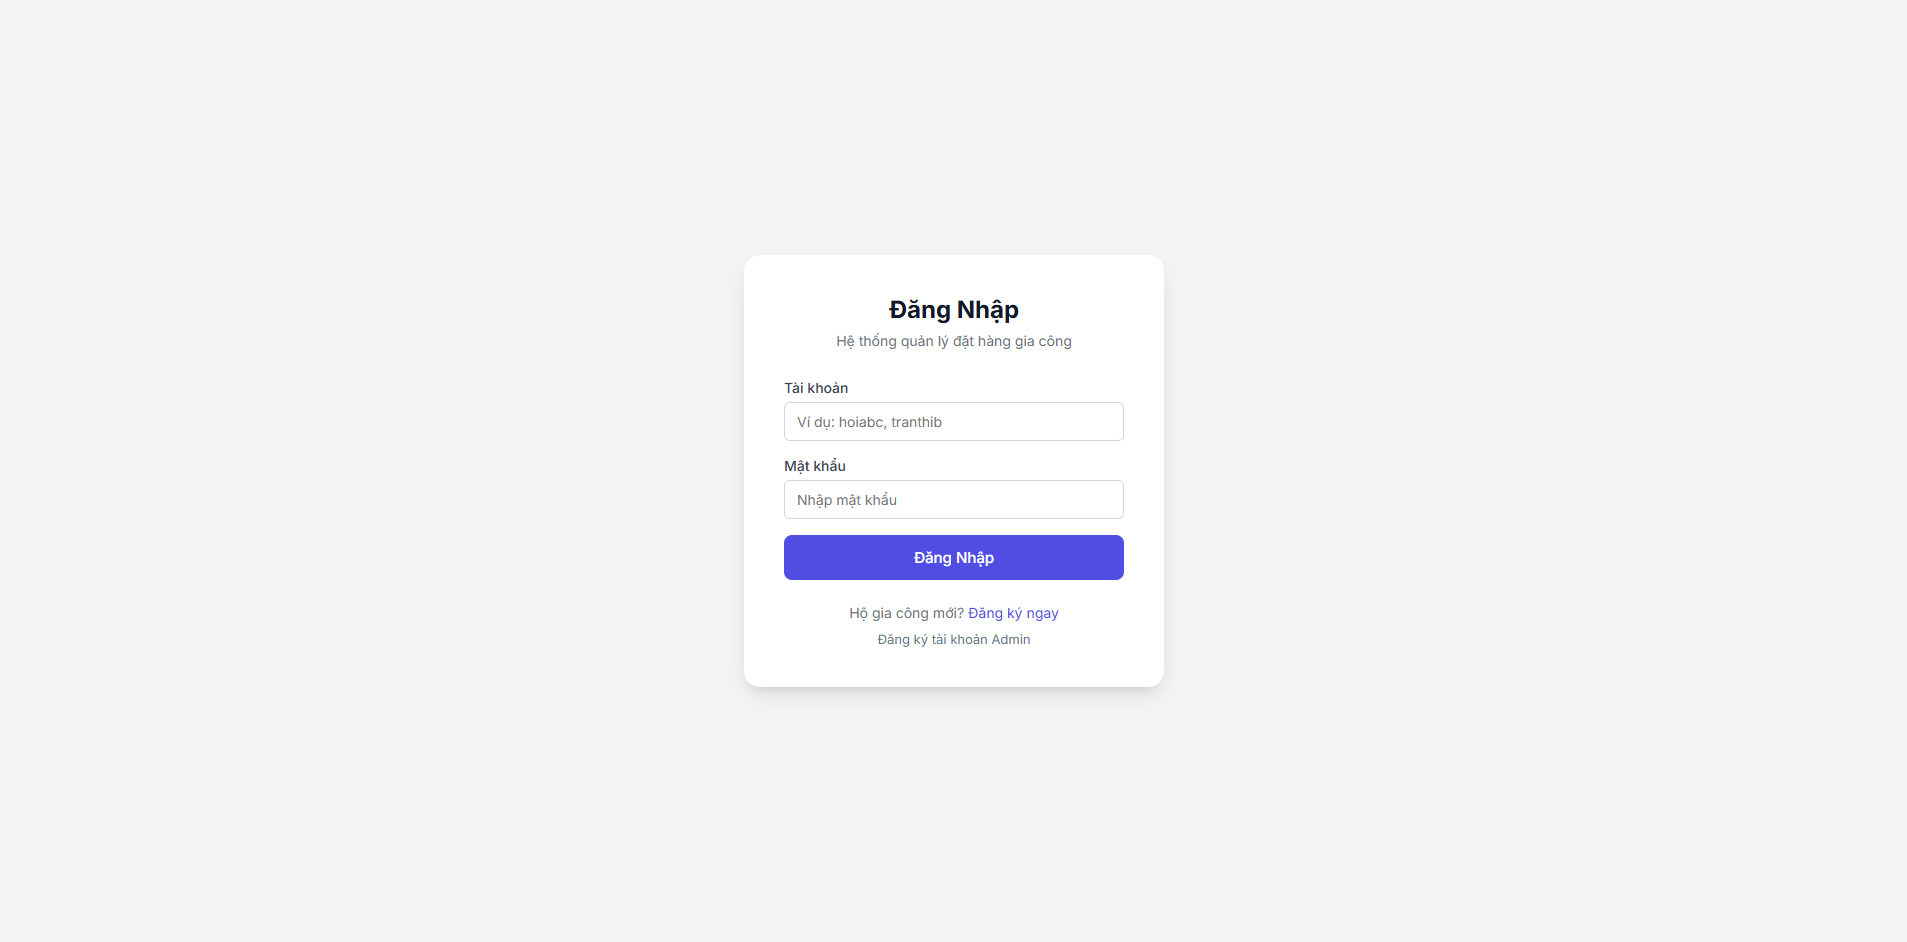 Đăng Nhập
Hệ thống quản lý đặt hàng gia công
Tài khoản
Ví dụ: hoiabc, tranthib
Mật khẩu
Nhập mật khẩu
Đăng Nhập
Hộ gia công mới? Đăng ký ngay
Đăng ký tài khoản Admin